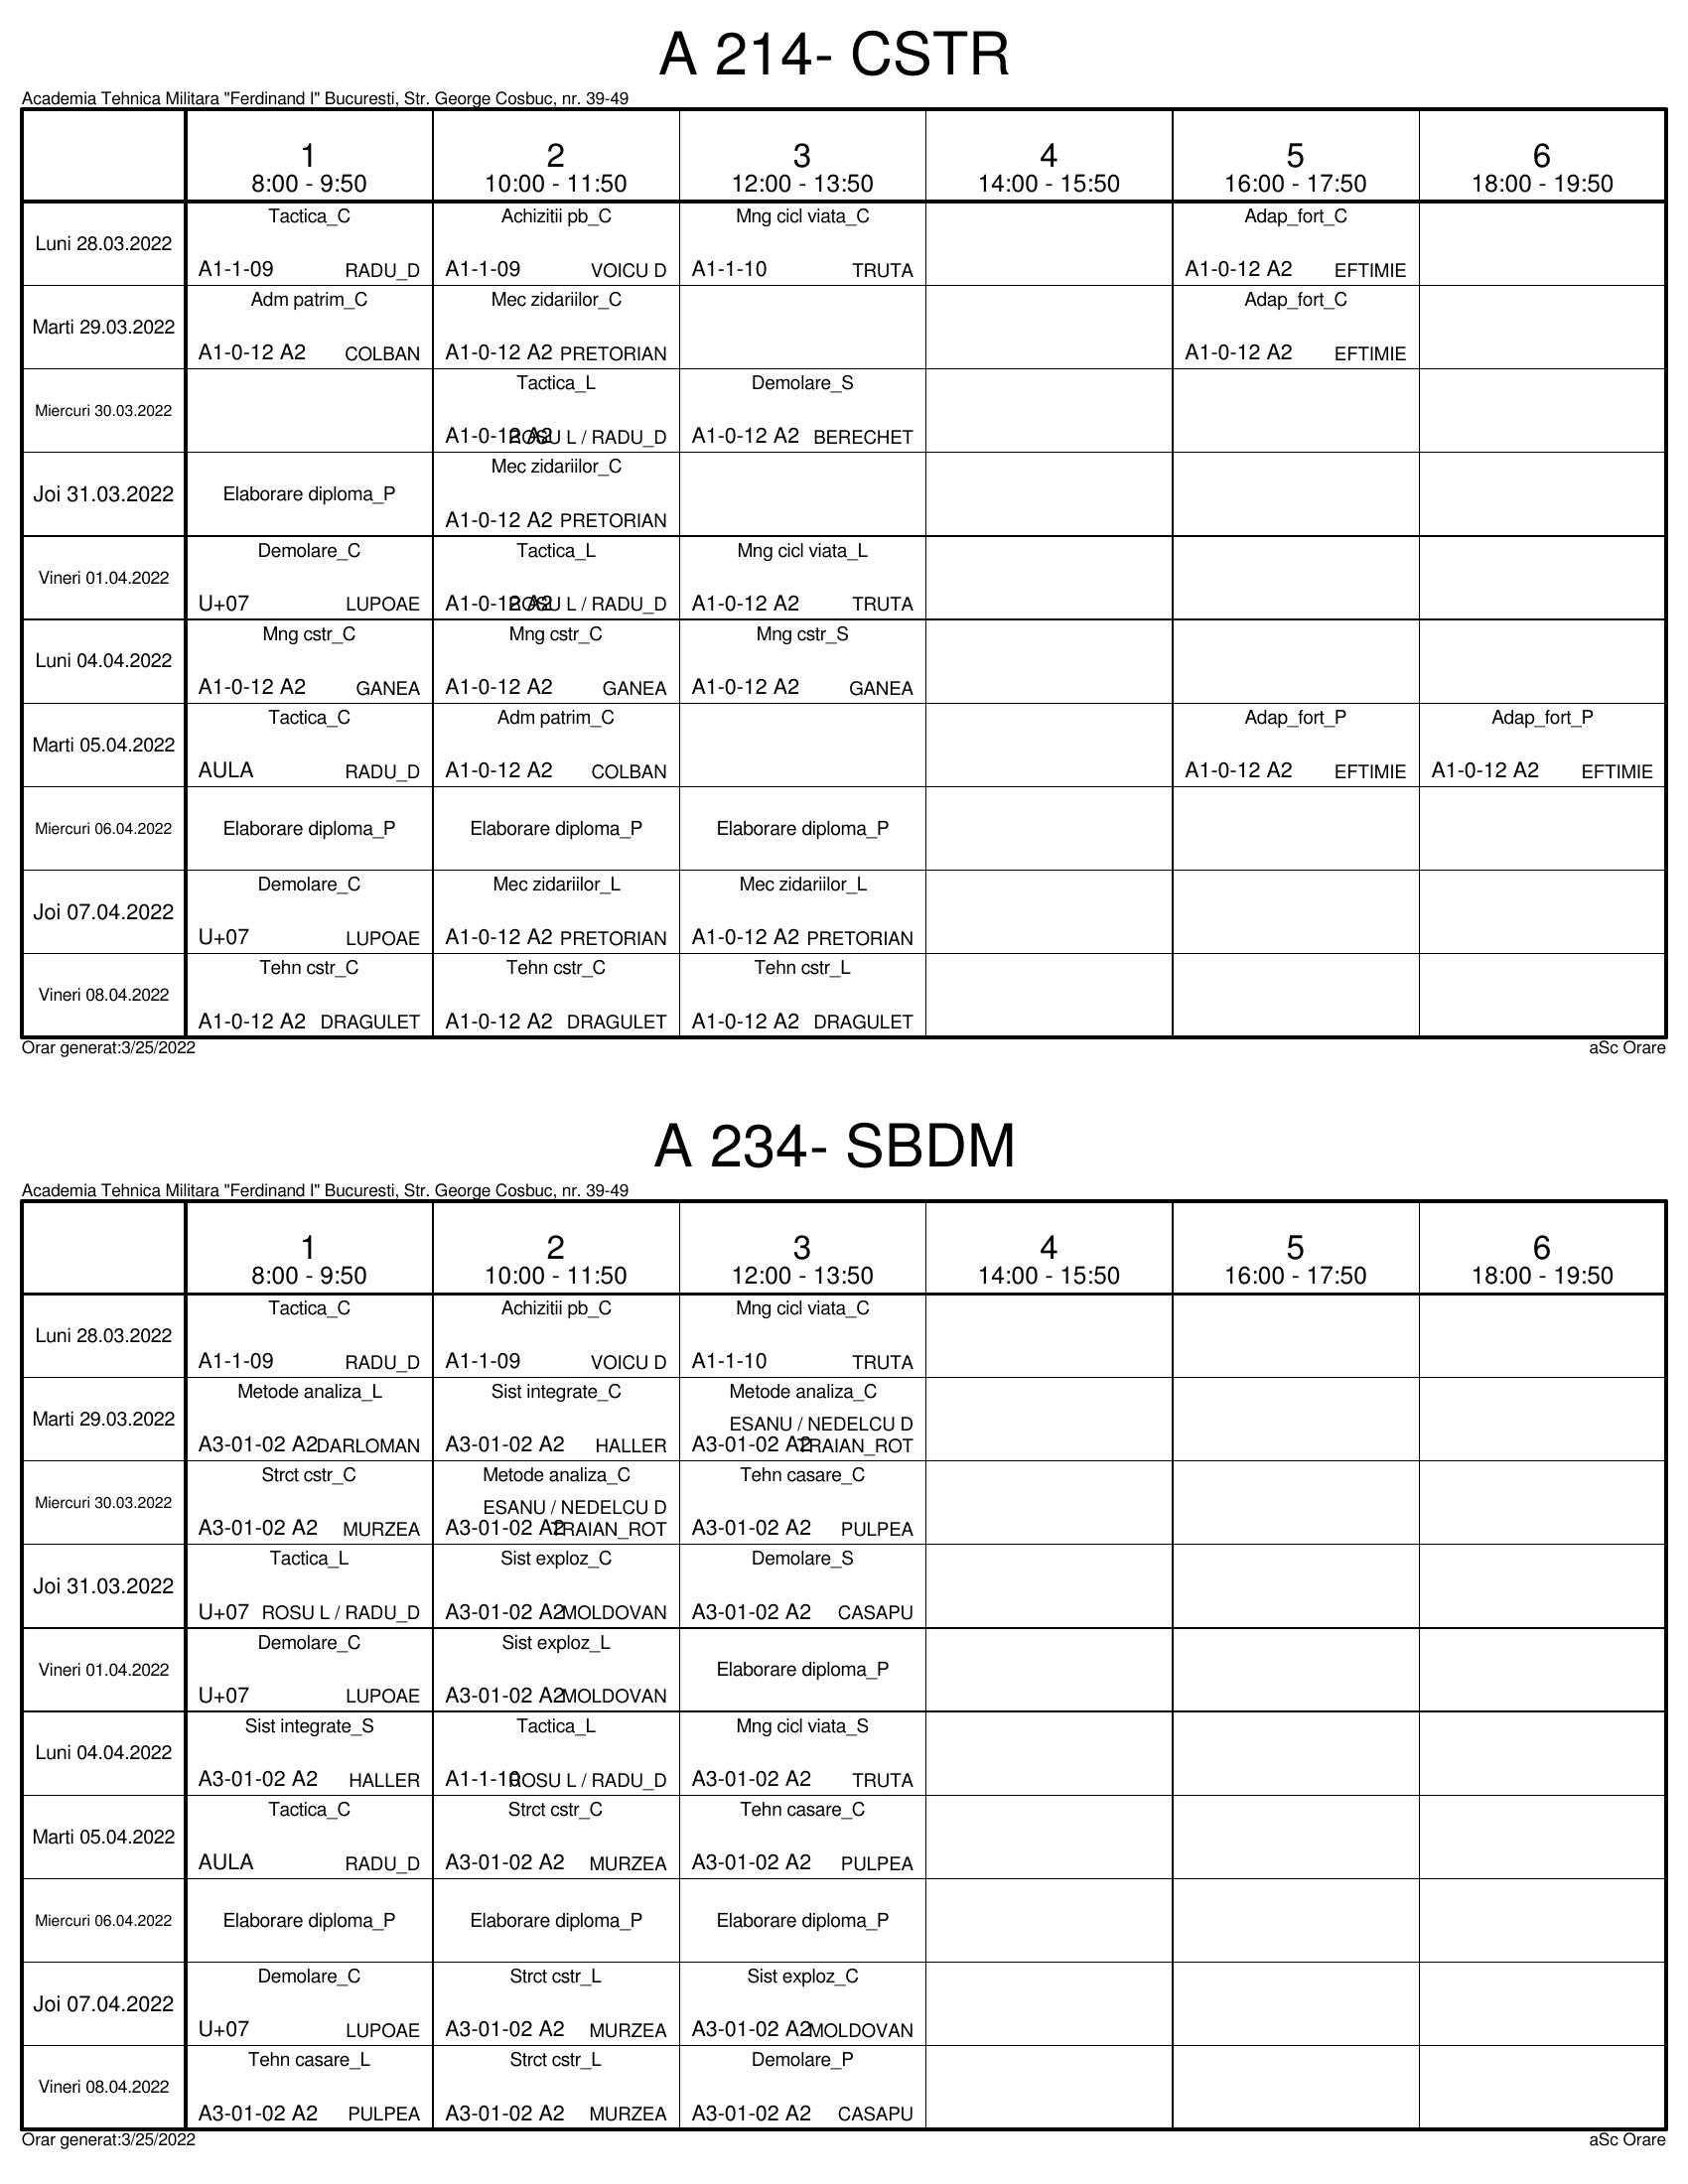 A 214- CSTR
Academia Tehnica Militara "Ferdinand I" Bucuresti, Str. George Cosbuc, nr. 39-49
1 2 3 4 5 6
8:00 - 9:50 10:00 - 11:50 12:00 - 13:50 14:00 - 15:50 16:00 - 17:50 18:00 - 19:50
Tactica_C Achizitii pb_C Mng cicl viata_C Adap_fort_C
Luni 28.03.2022
A1-1-09 RADU_D A1-1-09 VOICU D A1-1-10 TRUTA A1-0-12 A2 EFTIMIE
Adm patrim_C Mec zidariilor_C Adap_fort_C
Marti 29.03.2022
A1-0-12 A2 COLBAN A1-0-12 A2 PRETORIAN A1-0-12 A2 EFTIMIE
Tactica_L Demolare_S
Miercuri 30.03.2022
A1-0-12 A2 ROSU L / RADU_D A1-0-12 A2 BERECHET
Mec zidariilor_C
Joi 31.03.2022 Elaborare diploma_P
A1-0-12 A2 PRETORIAN
Demolare_C Tactica_L Mng cicl viata_L
Vineri 01.04.2022
U+07 LUPOAE A1-0-12 A2 ROSU L / RADU_D A1-0-12 A2 TRUTA
Mng cstr_C Mng cstr_C Mng cstr_S
Luni 04.04.2022
A1-0-12 A2 GANEA A1-0-12 A2 GANEA A1-0-12 A2 GANEA
Tactica_C Adm patrim_C Adap_fort_P Adap_fort_P
Marti 05.04.2022
AULA RADU_D A1-0-12 A2 COLBAN A1-0-12 A2 EFTIMIE A1-0-12 A2 EFTIMIE
Miercuri 06.04.2022 Elaborare diploma_P Elaborare diploma_P Elaborare diploma_P
Demolare_C Mec zidariilor_L Mec zidariilor_L
Joi 07.04.2022
U+07 LUPOAE A1-0-12 A2 PRETORIAN A1-0-12 A2 PRETORIAN
Tehn cstr_C Tehn cstr_C Tehn cstr_L
Vineri 08.04.2022
A1-0-12 A2 DRAGULET A1-0-12 A2 DRAGULET A1-0-12 A2 DRAGULET
Orar generat:3/25/2022 aSc Orare
A 234- SBDM
Academia Tehnica Militara "Ferdinand I" Bucuresti, Str. George Cosbuc, nr. 39-49
1 2 3 4 5 6
8:00 - 9:50 10:00 - 11:50 12:00 - 13:50 14:00 - 15:50 16:00 - 17:50 18:00 - 19:50
Tactica_C Achizitii pb_C Mng cicl viata_C
Luni 28.03.2022
A1-1-09 RADU_D A1-1-09 VOICU D A1-1-10 TRUTA
Metode analiza_L Sist integrate_C Metode analiza_C
Marti 29.03.2022 ESANU / NEDELCU D
A3-01-02 A2 DARLOMAN A3-01-02 A2 HALLER A3-01-02 A2 TRAIAN_ROT
Strct cstr_C Metode analiza_C Tehn casare_C
Miercuri 30.03.2022 ESANU / NEDELCU D
A3-01-02 A2 MURZEA A3-01-02 A2 TRAIAN_ROT A3-01-02 A2 PULPEA
Tactica_L Sist exploz_C Demolare_S
Joi 31.03.2022
U+07 ROSU L / RADU_D A3-01-02 A2 MOLDOVAN A3-01-02 A2 CASAPU
Demolare_C Sist exploz_L
Vineri 01.04.2022 Elaborare diploma_P
U+07 LUPOAE A3-01-02 A2 MOLDOVAN
Sist integrate_S Tactica_L Mng cicl viata_S
Luni 04.04.2022
A3-01-02 A2 HALLER A1-1-10 ROSU L / RADU_D A3-01-02 A2 TRUTA
Tactica_C Strct cstr_C Tehn casare_C
Marti 05.04.2022
AULA RADU_D A3-01-02 A2 MURZEA A3-01-02 A2 PULPEA
Miercuri 06.04.2022 Elaborare diploma_P Elaborare diploma_P Elaborare diploma_P
Demolare_C Strct cstr_L Sist exploz_C
Joi 07.04.2022
U+07 LUPOAE A3-01-02 A2 MURZEA A3-01-02 A2 MOLDOVAN
Tehn casare_L Strct cstr_L Demolare_P
Vineri 08.04.2022
A3-01-02 A2 PULPEA A3-01-02 A2 MURZEA A3-01-02 A2 CASAPU
Orar generat:3/25/2022 aSc Orare